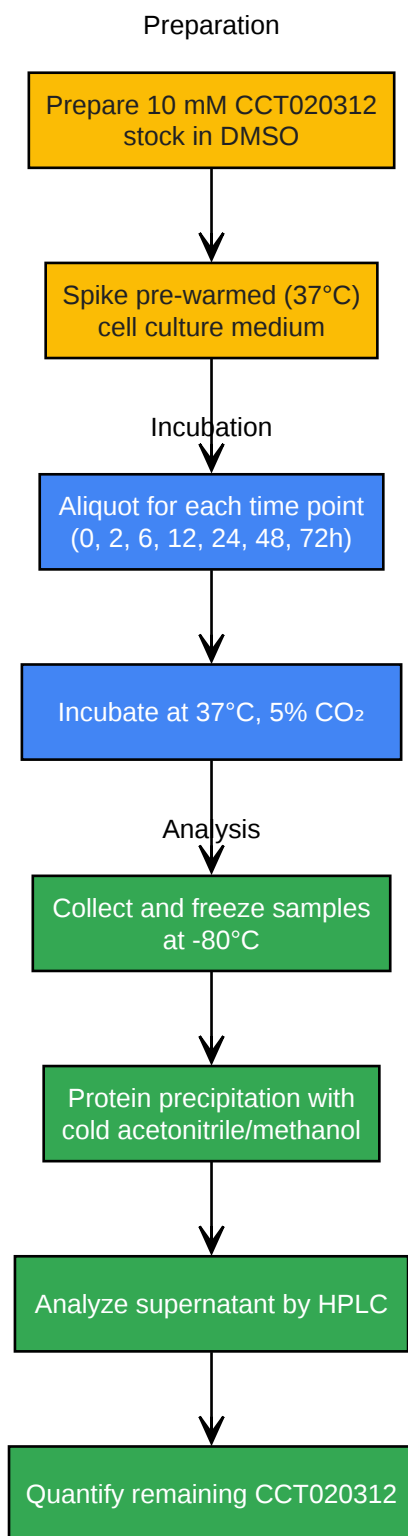 Preparation
Prepare 10 mM CCT020312
stock in DMSO
Spike pre-warmed (37°C)
cell culture medium
Incubation
Aliquot for each time point
(0, 2, 6, 12, 24, 48, 72h)
Incubate at 37°C, 5% CO₂
Analysis
Collect and freeze samples
at -80°C
Protein precipitation with
cold acetonitrile/methanol
Analyze supernatant by HPLC
Quantify remaining CCT020312